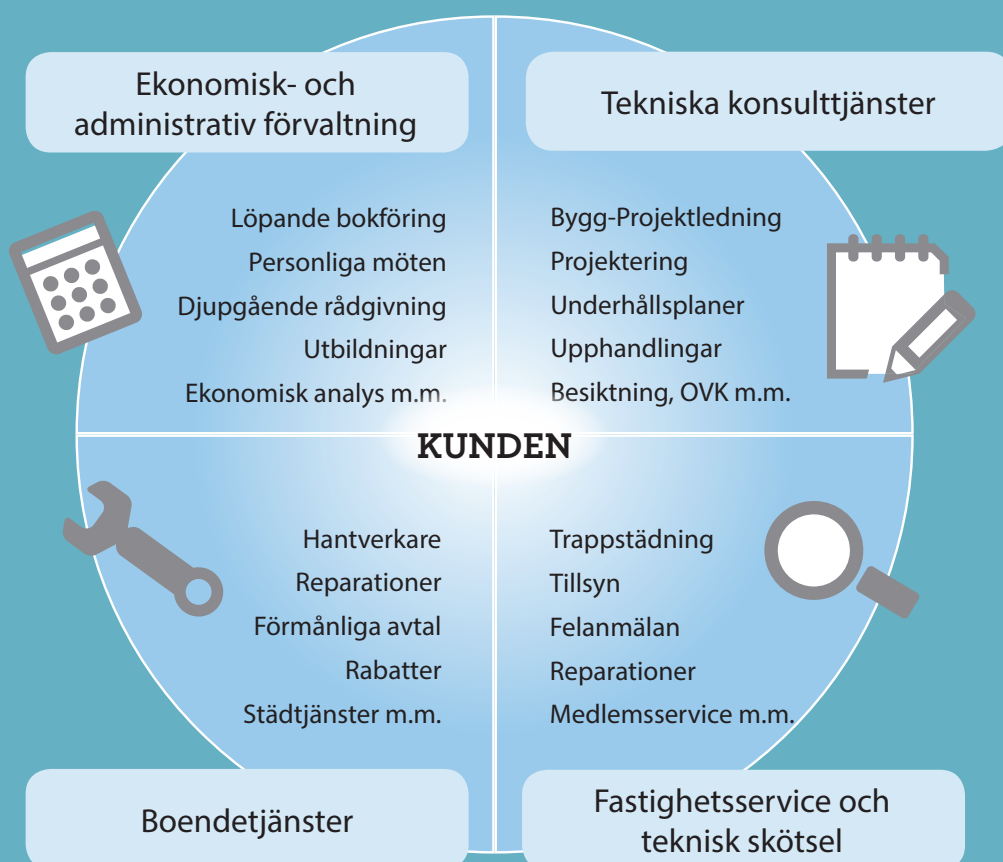 Ekonomisk- och
administrativ förvaltning
Löpande bokföring
Personliga möten
Djupgående rådgivning
Utbildningar
Ekonomisk analys m.m.
Tekniska konsulttjänster
Bygg-Projektledning
Projektering
Underhållsplaner
Upphandlingar
Besiktning, OVK m.m.
KUNDEN
Hantverkare
Reparationer
Förmånliga avtal
Rabatter
Städtjänster m.m.
Boendetjänster
Trappstädning
Tillsyn
Felanmälan
Reparationer
Medlemsservice m.m.
Fastighetsservice och
teknisk skötsel